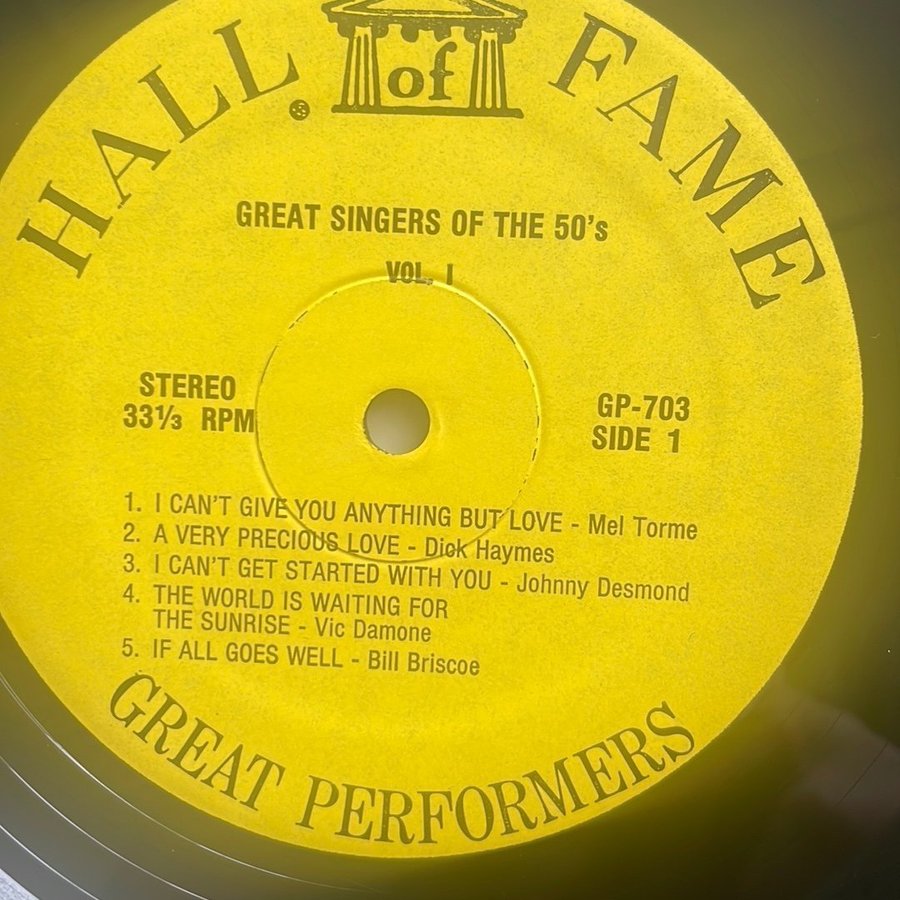 HALL of FAME
GREAT SINGERS OF THE 50's
VOL. I
STEREO
33⅓ RPM
GP-703
SIDE 1
1. I CAN'T GIVE YOU ANYTHING BUT LOVE - Mel Torme
2. A VERY PRECIOUS LOVE - Dick Haymes
3. I CAN'T GET STARTED WITH YOU - Johnny Desmond
4. THE WORLD IS WAITING FOR
THE SUNRISE - Vic Damone
5. IF ALL GOES WELL - Bill Briscoe
GREAT PERFORMERS